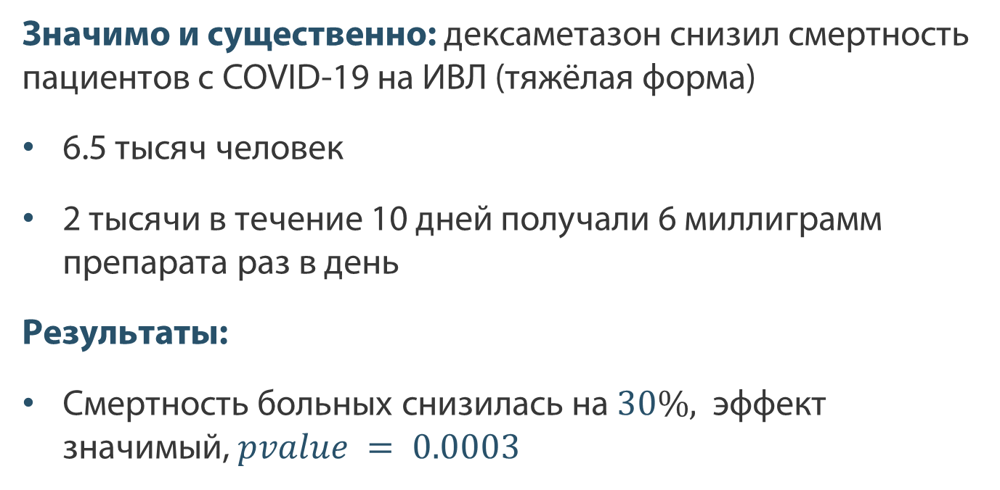 Значимо и существенно: дексаметазон снизил смертность
пациентов с COVID-19 на ИВЛ (тяжёлая форма)
• 6.5 тысяч человек
• 2 тысячи в течение 10 дней получали 6 миллиграмм
препарата раз в день
Результаты:
• Смертность больных снизилась на 30%, эффект
значимый, pvalue = 0.0003